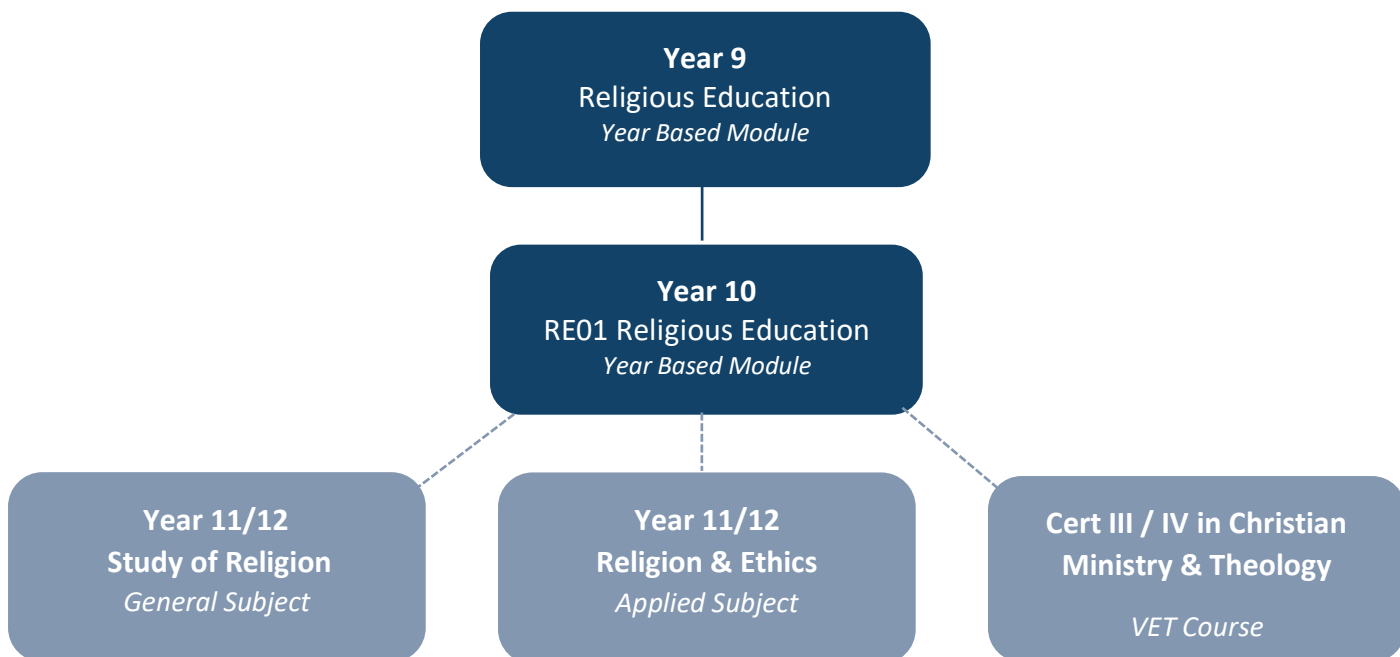 Year 9
Religious Education
Year Based Module
Year 10
RE01 Religious Education
Year Based Module
Year 11/12
Study of Religion
General Subject
Year 11/12
Religion & Ethics
Applied Subject
Cert III / IV in Christian
Ministry & Theology
VET Course